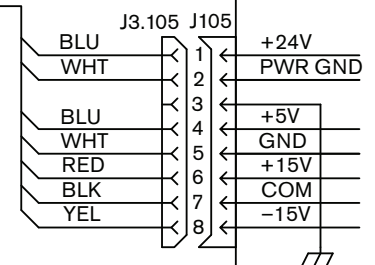 J3.105 J105
BLU 1 +24V
WHT 2 PWR GND
3
BLU 4 +5V
WHT 5 GND
RED 6 +15V
BLK 7 COM
YEL 8 −15V